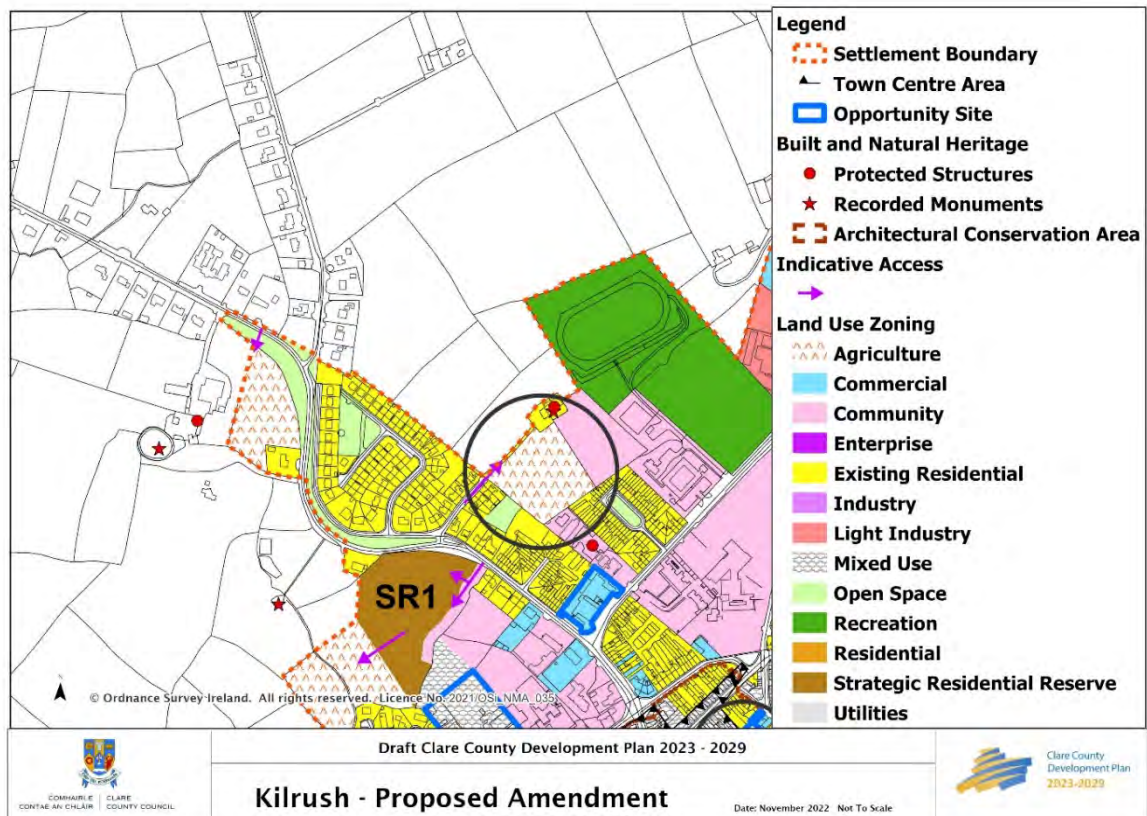 Legend
Settlement Boundary
Town Centre Area
Opportunity Site
Built and Natural Heritage
Protected Structures
Recorded Monuments
Architectural Conservation Area
Indicative Access
Land Use Zoning
Agriculture
Commercial
Community
Enterprise
Existing Residential
Industry
Light Industry
Mixed Use
Open Space
Recreation
Residential
Strategic Residential Reserve
Utilities
SR1
© Ordnance Survey Ireland. All rights reserved. Licence No. 2021/OSi_NMA_035
Draft Clare County Development Plan 2023 - 2029
Kilrush - Proposed Amendment
Date: November 2022 Not To Scale
COMHAIRLE CONTAE AN CHLÁIR
CLARE COUNTY COUNCIL
Clare County
Development Plan
2023-2029